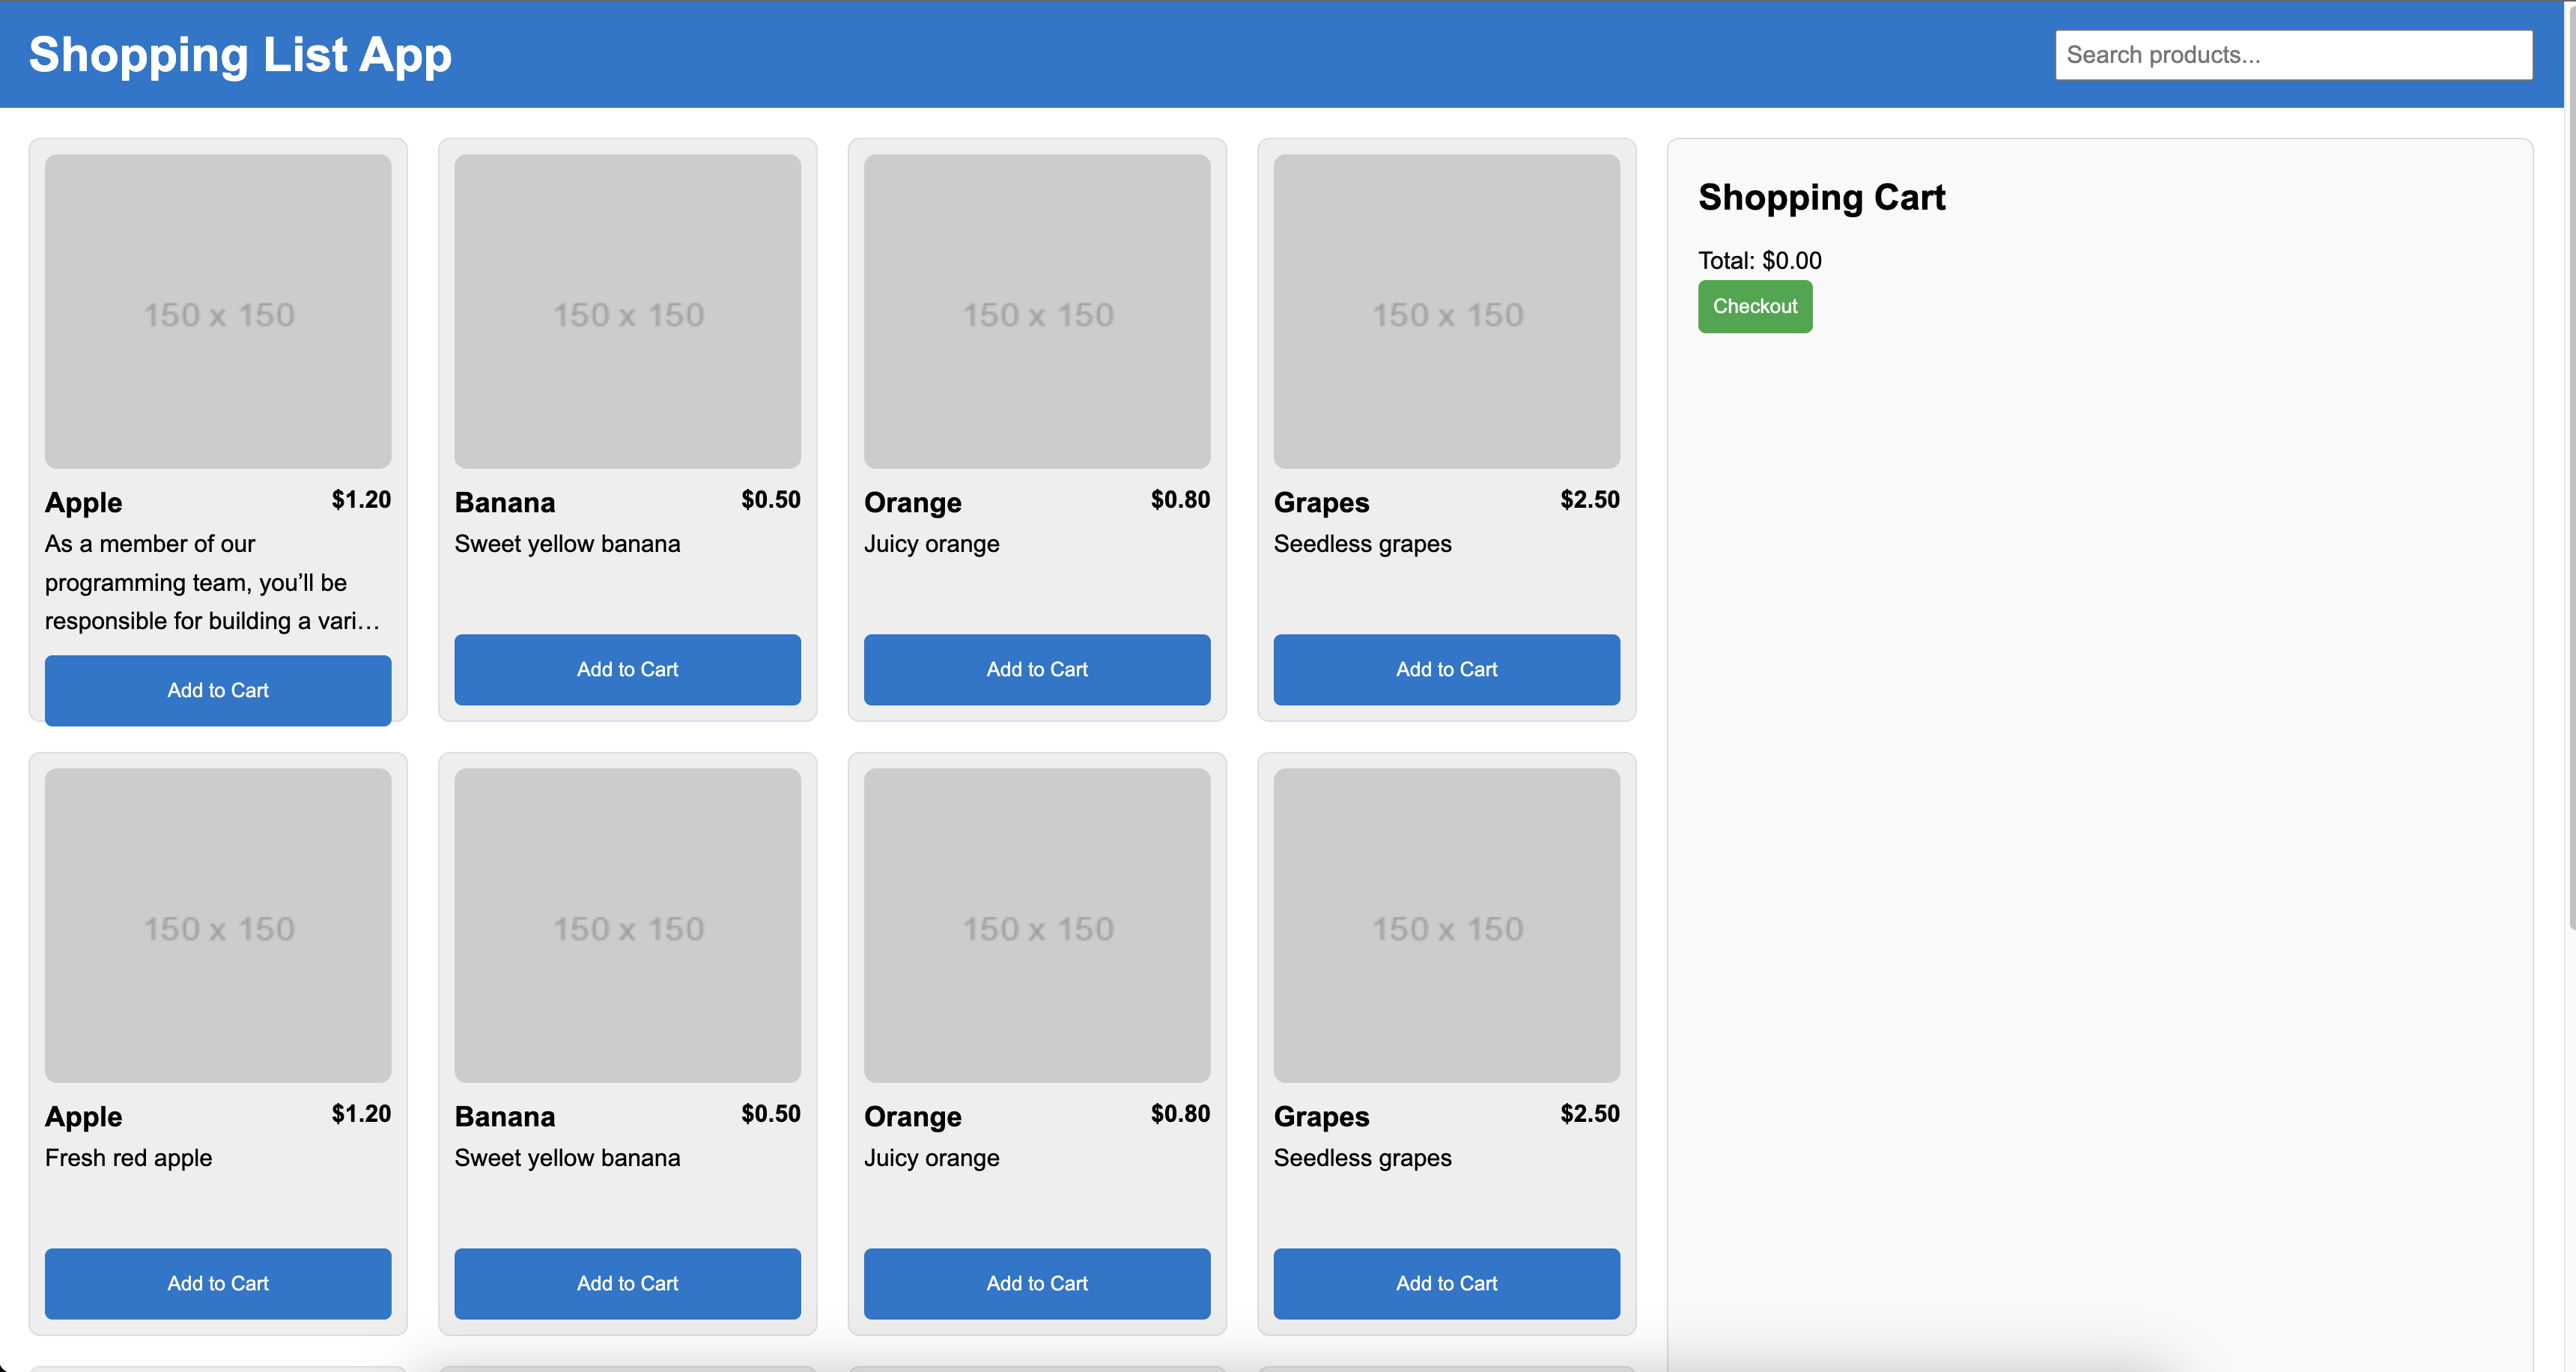 Shopping List App
Search products...
150 x 150
150 x 150
150 x 150
150 x 150
Apple $1.20
As a member of our
programming team, you’ll be
responsible for building a vari…
Add to Cart
Banana $0.50
Sweet yellow banana
Add to Cart
Orange $0.80
Juicy orange
Add to Cart
Grapes $2.50
Seedless grapes
Add to Cart
Shopping Cart
Total: $0.00
Checkout
150 x 150
150 x 150
150 x 150
150 x 150
Apple $1.20
Fresh red apple
Add to Cart
Banana $0.50
Sweet yellow banana
Add to Cart
Orange $0.80
Juicy orange
Add to Cart
Grapes $2.50
Seedless grapes
Add to Cart